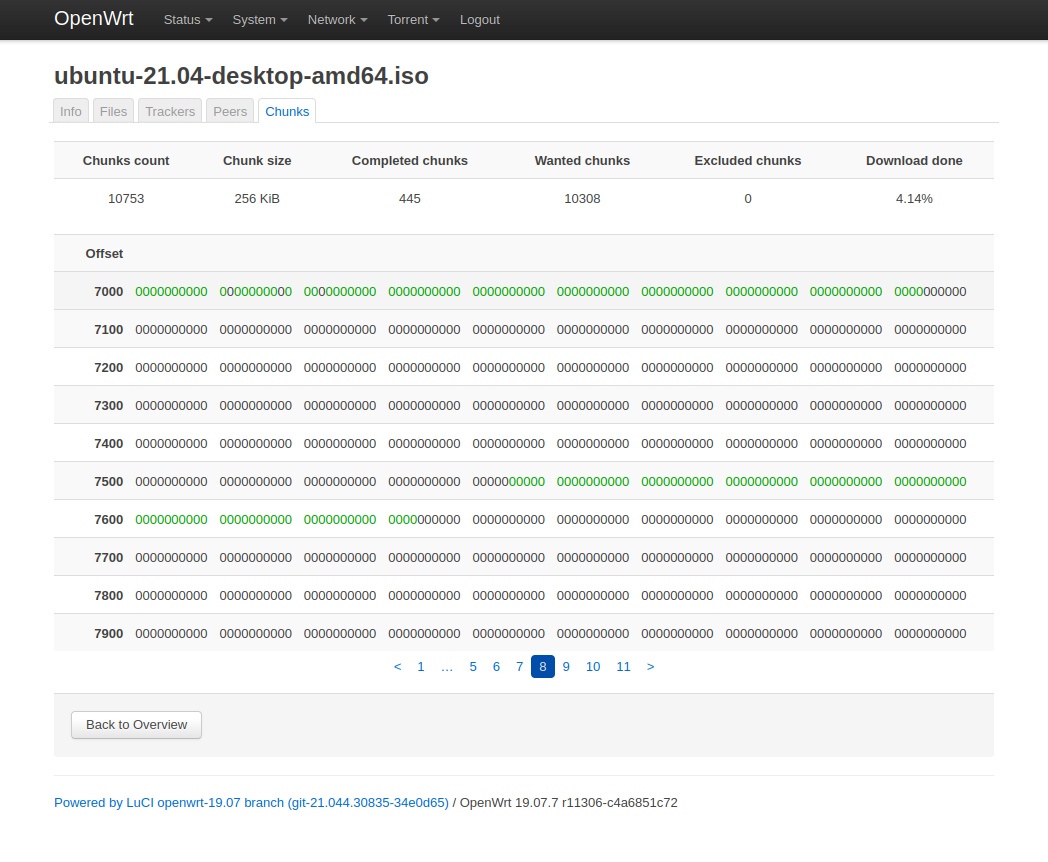 OpenWrt Status System Network Torrent Logout
ubuntu-21.04-desktop-amd64.iso
Info Files Trackers Peers Chunks
Chunks count Chunk size Completed chunks Wanted chunks Excluded chunks Download done
10753 256 KiB 445 10308 0 4.14%
Offset
7000 0000000000 0000000000 0000000000 0000000000 0000000000 0000000000 0000000000 0000000000 0000000000 0000000000
7100 0000000000 0000000000 0000000000 0000000000 0000000000 0000000000 0000000000 0000000000 0000000000 0000000000
7200 0000000000 0000000000 0000000000 0000000000 0000000000 0000000000 0000000000 0000000000 0000000000 0000000000
7300 0000000000 0000000000 0000000000 0000000000 0000000000 0000000000 0000000000 0000000000 0000000000 0000000000
7400 0000000000 0000000000 0000000000 0000000000 0000000000 0000000000 0000000000 0000000000 0000000000 0000000000
7500 0000000000 0000000000 0000000000 0000000000 0000000000 0000000000 0000000000 0000000000 0000000000 0000000000
7600 0000000000 0000000000 0000000000 0000000000 0000000000 0000000000 0000000000 0000000000 0000000000 0000000000
7700 0000000000 0000000000 0000000000 0000000000 0000000000 0000000000 0000000000 0000000000 0000000000 0000000000
7800 0000000000 0000000000 0000000000 0000000000 0000000000 0000000000 0000000000 0000000000 0000000000 0000000000
7900 0000000000 0000000000 0000000000 0000000000 0000000000 0000000000 0000000000 0000000000 0000000000 0000000000
< 1 … 5 6 7 8 9 10 11 >
Back to Overview
Powered by LuCI openwrt-19.07 branch (git-21.044.30835-34e0d65) / OpenWrt 19.07.7 r11306-c4a6851c72